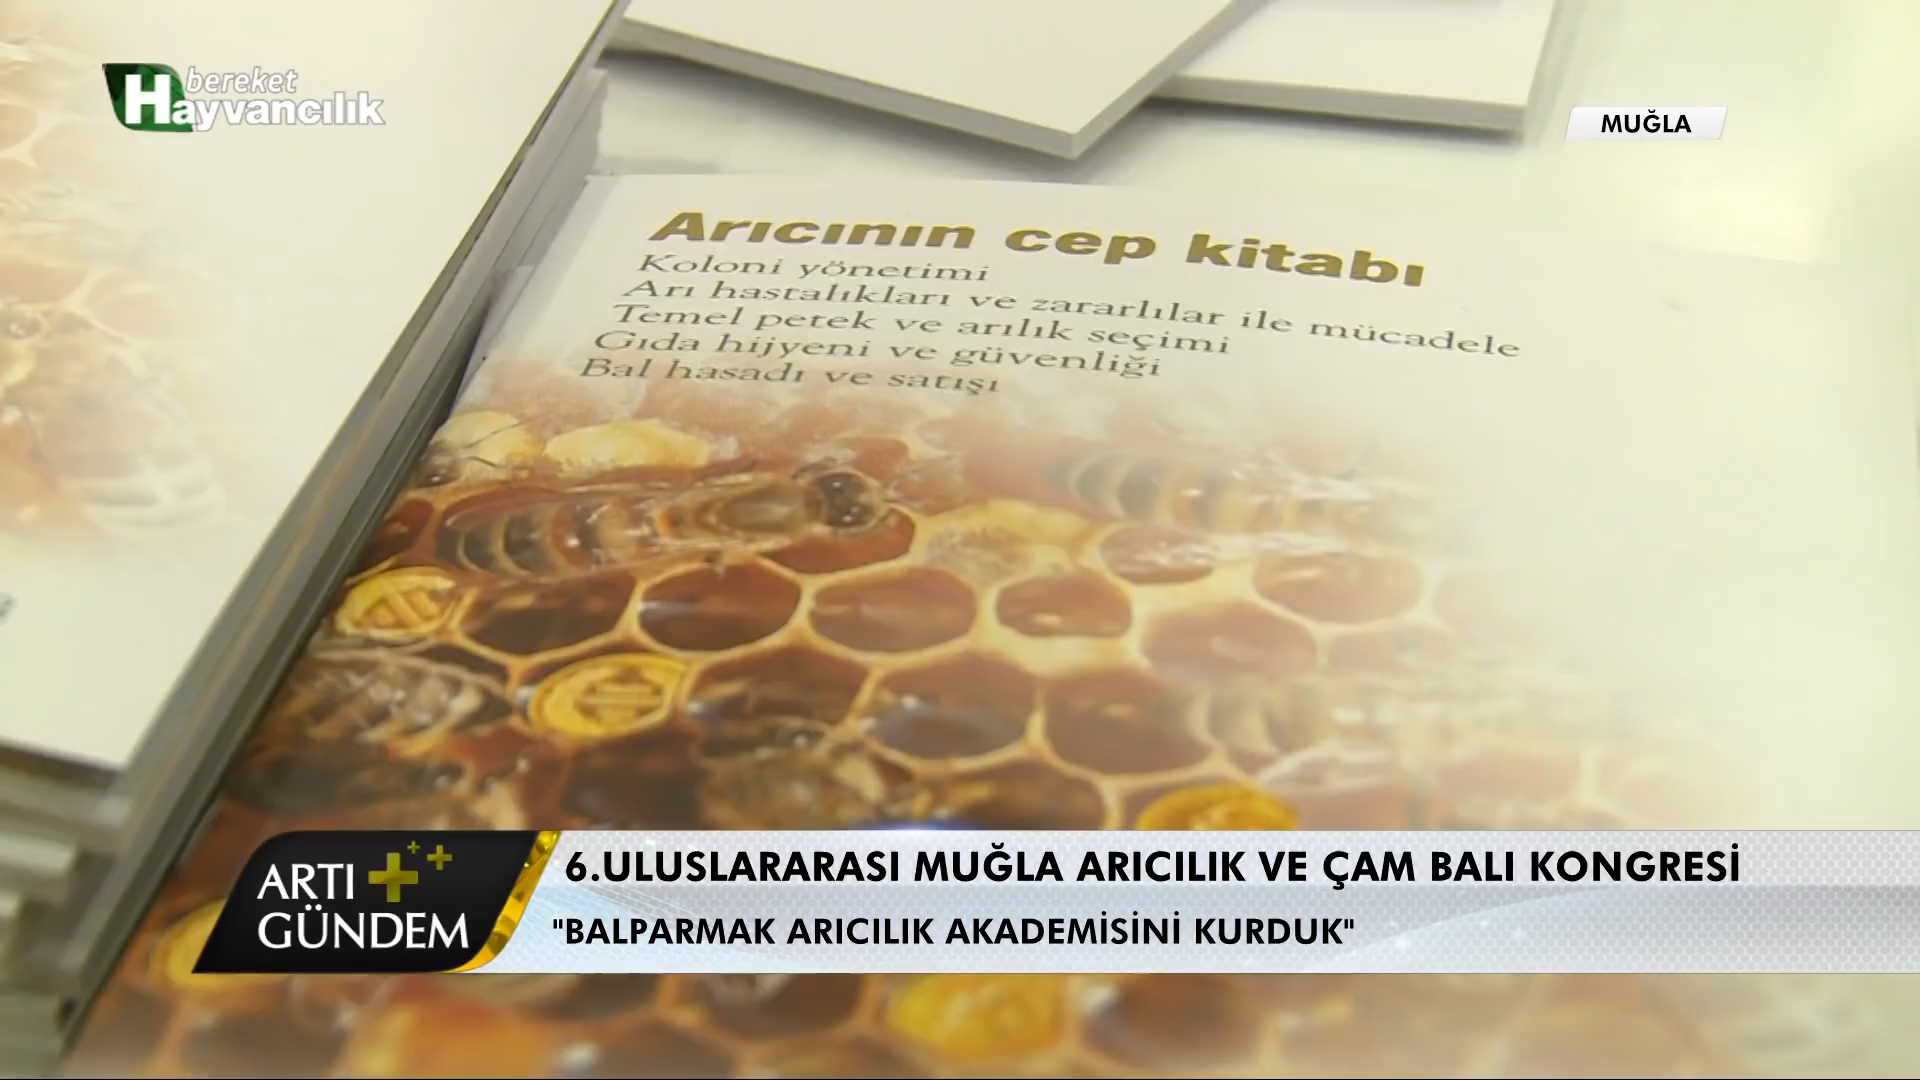 bereket
Hayvancılık
MUĞLA
Arıcının cep kitabı
Koloni yönetimi
Arı hastalıkları ve zararlılar ile mücadele
Temel petek ve arılık seçimi
Gıda hijyeni ve güvenliği
Bal hasadı ve satışı
ARTI
GÜNDEM
6.ULUSLARARASI MUĞLA ARICILIK VE ÇAM BALI KONGRESİ
"BALPARMAK ARICILIK AKADEMİSİNİ KURDUK"